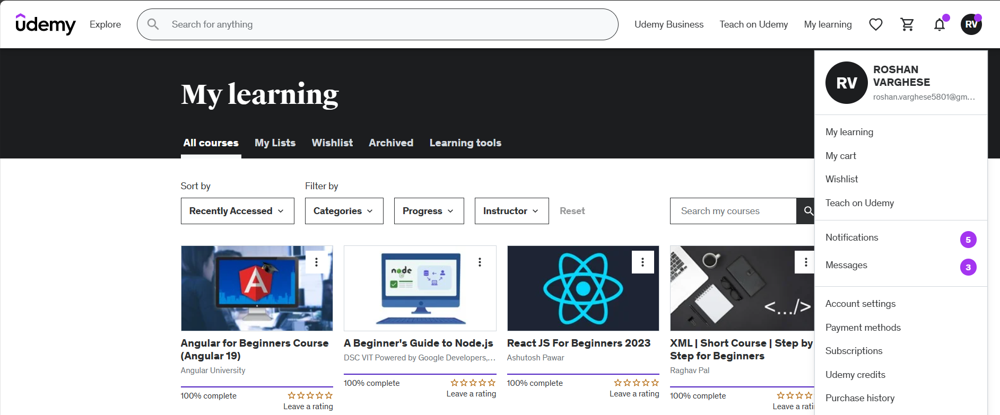 udemy
Explore
Search for anything
Udemy Business
Teach on Udemy
My learning
RV
My learning
All courses
My Lists
Wishlist
Archived
Learning tools
RV
ROSHAN
VARGHESE
roshan.varghese5801@gm...
My learning
My cart
Wishlist
Teach on Udemy
Notifications
5
Messages
3
Account settings
Payment methods
Subscriptions
Udemy credits
Purchase history
Sort by
Filter by
Recently Accessed
Categories
Progress
Instructor
Reset
Search my courses
A
node
JS
<.../>
Angular for Beginners Course
(Angular 19)
Angular University
100% complete
Leave a rating
A Beginner's Guide to Node.js
DSC VIT Powered by Google Developers,...
100% complete
Leave a rating
React JS For Beginners 2023
Ashutosh Pawar
100% complete
Leave a rating
XML | Short Course | Step by
Step for Beginners
Raghav Pal
100% complete
Leave a rati